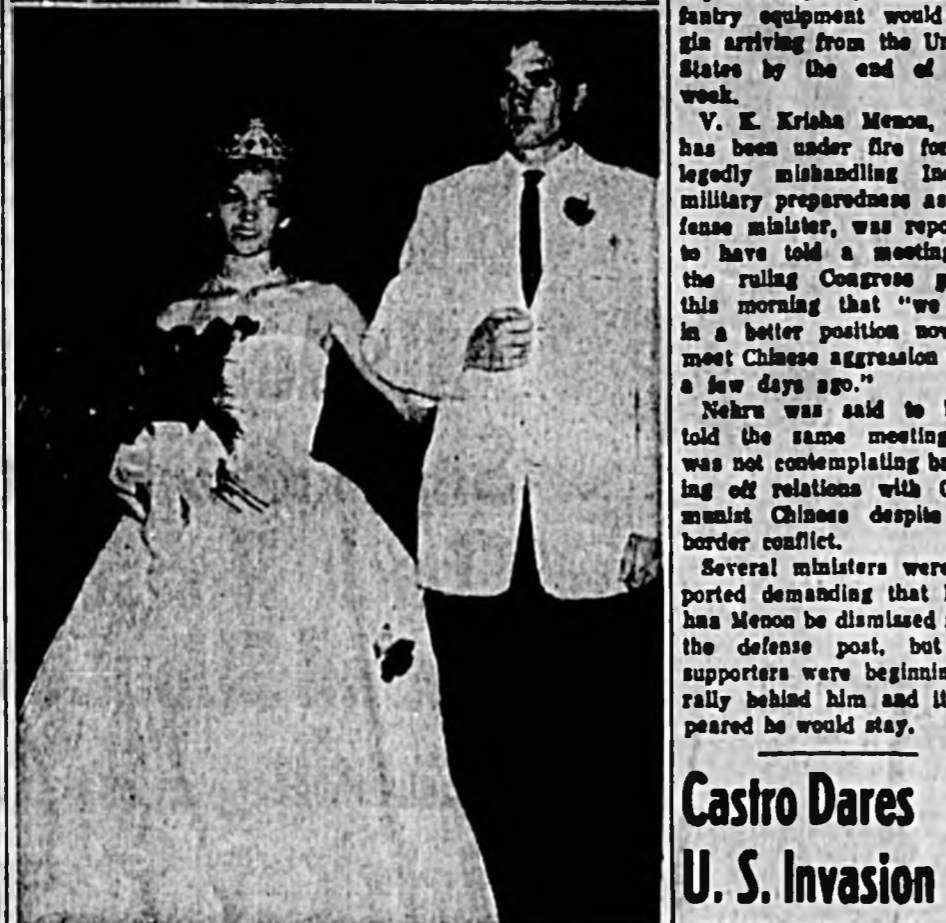 fantry equipment would
gin arriving from the Un
States by the end of
week.
V. K. Krisha Menon,
has been under fire for
legedly mishandling Ind
military preparedness as
fense minister, was repo
to have told a meeting
the ruling Congress p
this morning that "we
in a better position now
meet Chinese aggression
a few days ago."
Nehru was said to
told the same meeting
was not contemplating b
ing off relations with C
munist Chinese despite
border conflict.
Several ministers were
ported demanding that
has Menon be dismissed
the defense post, but
supporters were beginnin
rally behind him and i
peared he would stay.
Castro Dares
U. S. Invasion